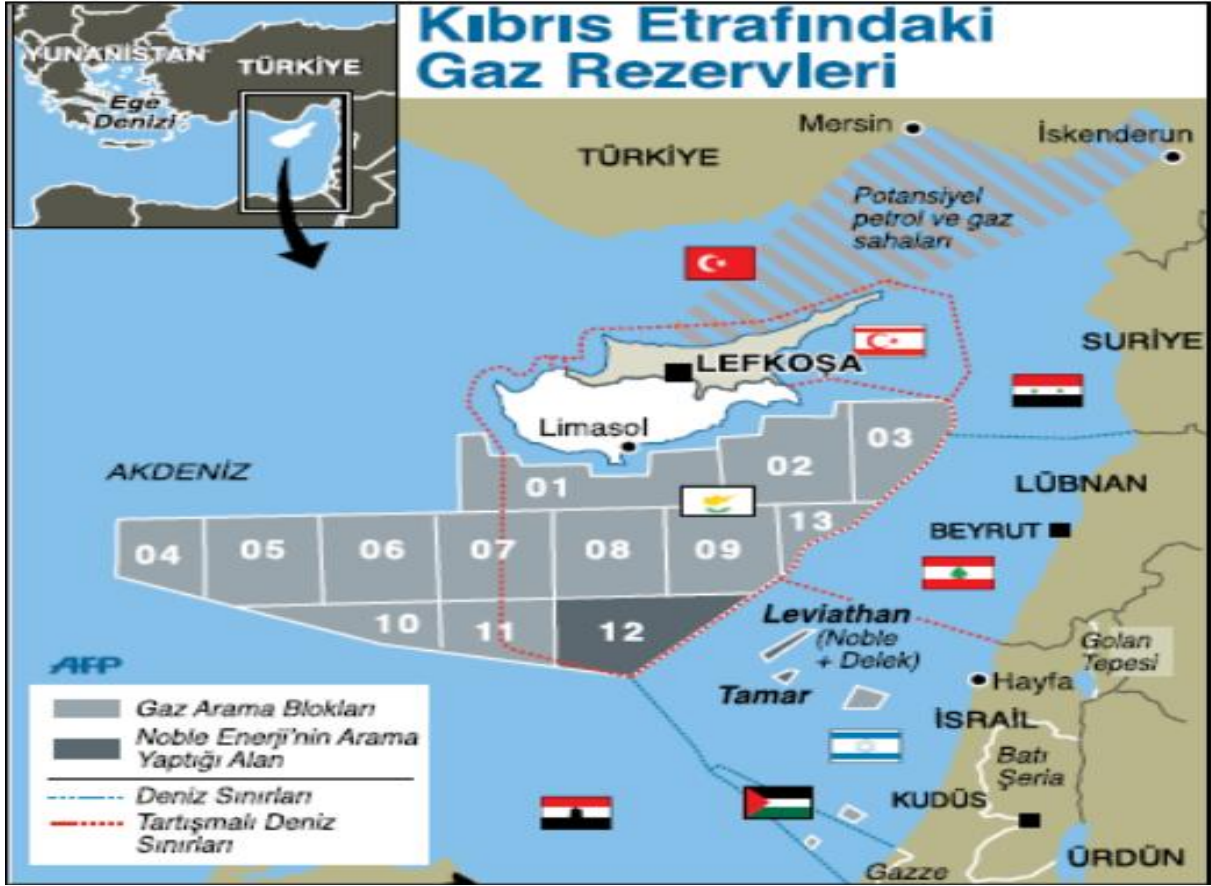 Kıbrıs Etrafındaki
Gaz Rezervleri
YUNANİSTAN
TÜRKİYE
Ege
Denizi
Mersin
İskenderun
TÜRKİYE
Potansiyel
petrol ve gaz
sahaları
SURİYE
LEFKOŞA
Limasol
03
02
01
AKDENİZ
LÜBNAN
13
BEYRUT
04
05
06
07
08
09
Leviathan
(Noble
+ Delek)
10
11
12
Golan
Tepesi
AFP
Tamar
Hayfa
İSRAİL
Gaz Arama Blokları
Noble Enerji'nin Arama
Yaptığı Alan
Batı
Şeria
Deniz Sınırları
Tartışmalı Deniz
Sınırları
KUDÜS
ÜRDÜN
Gazze